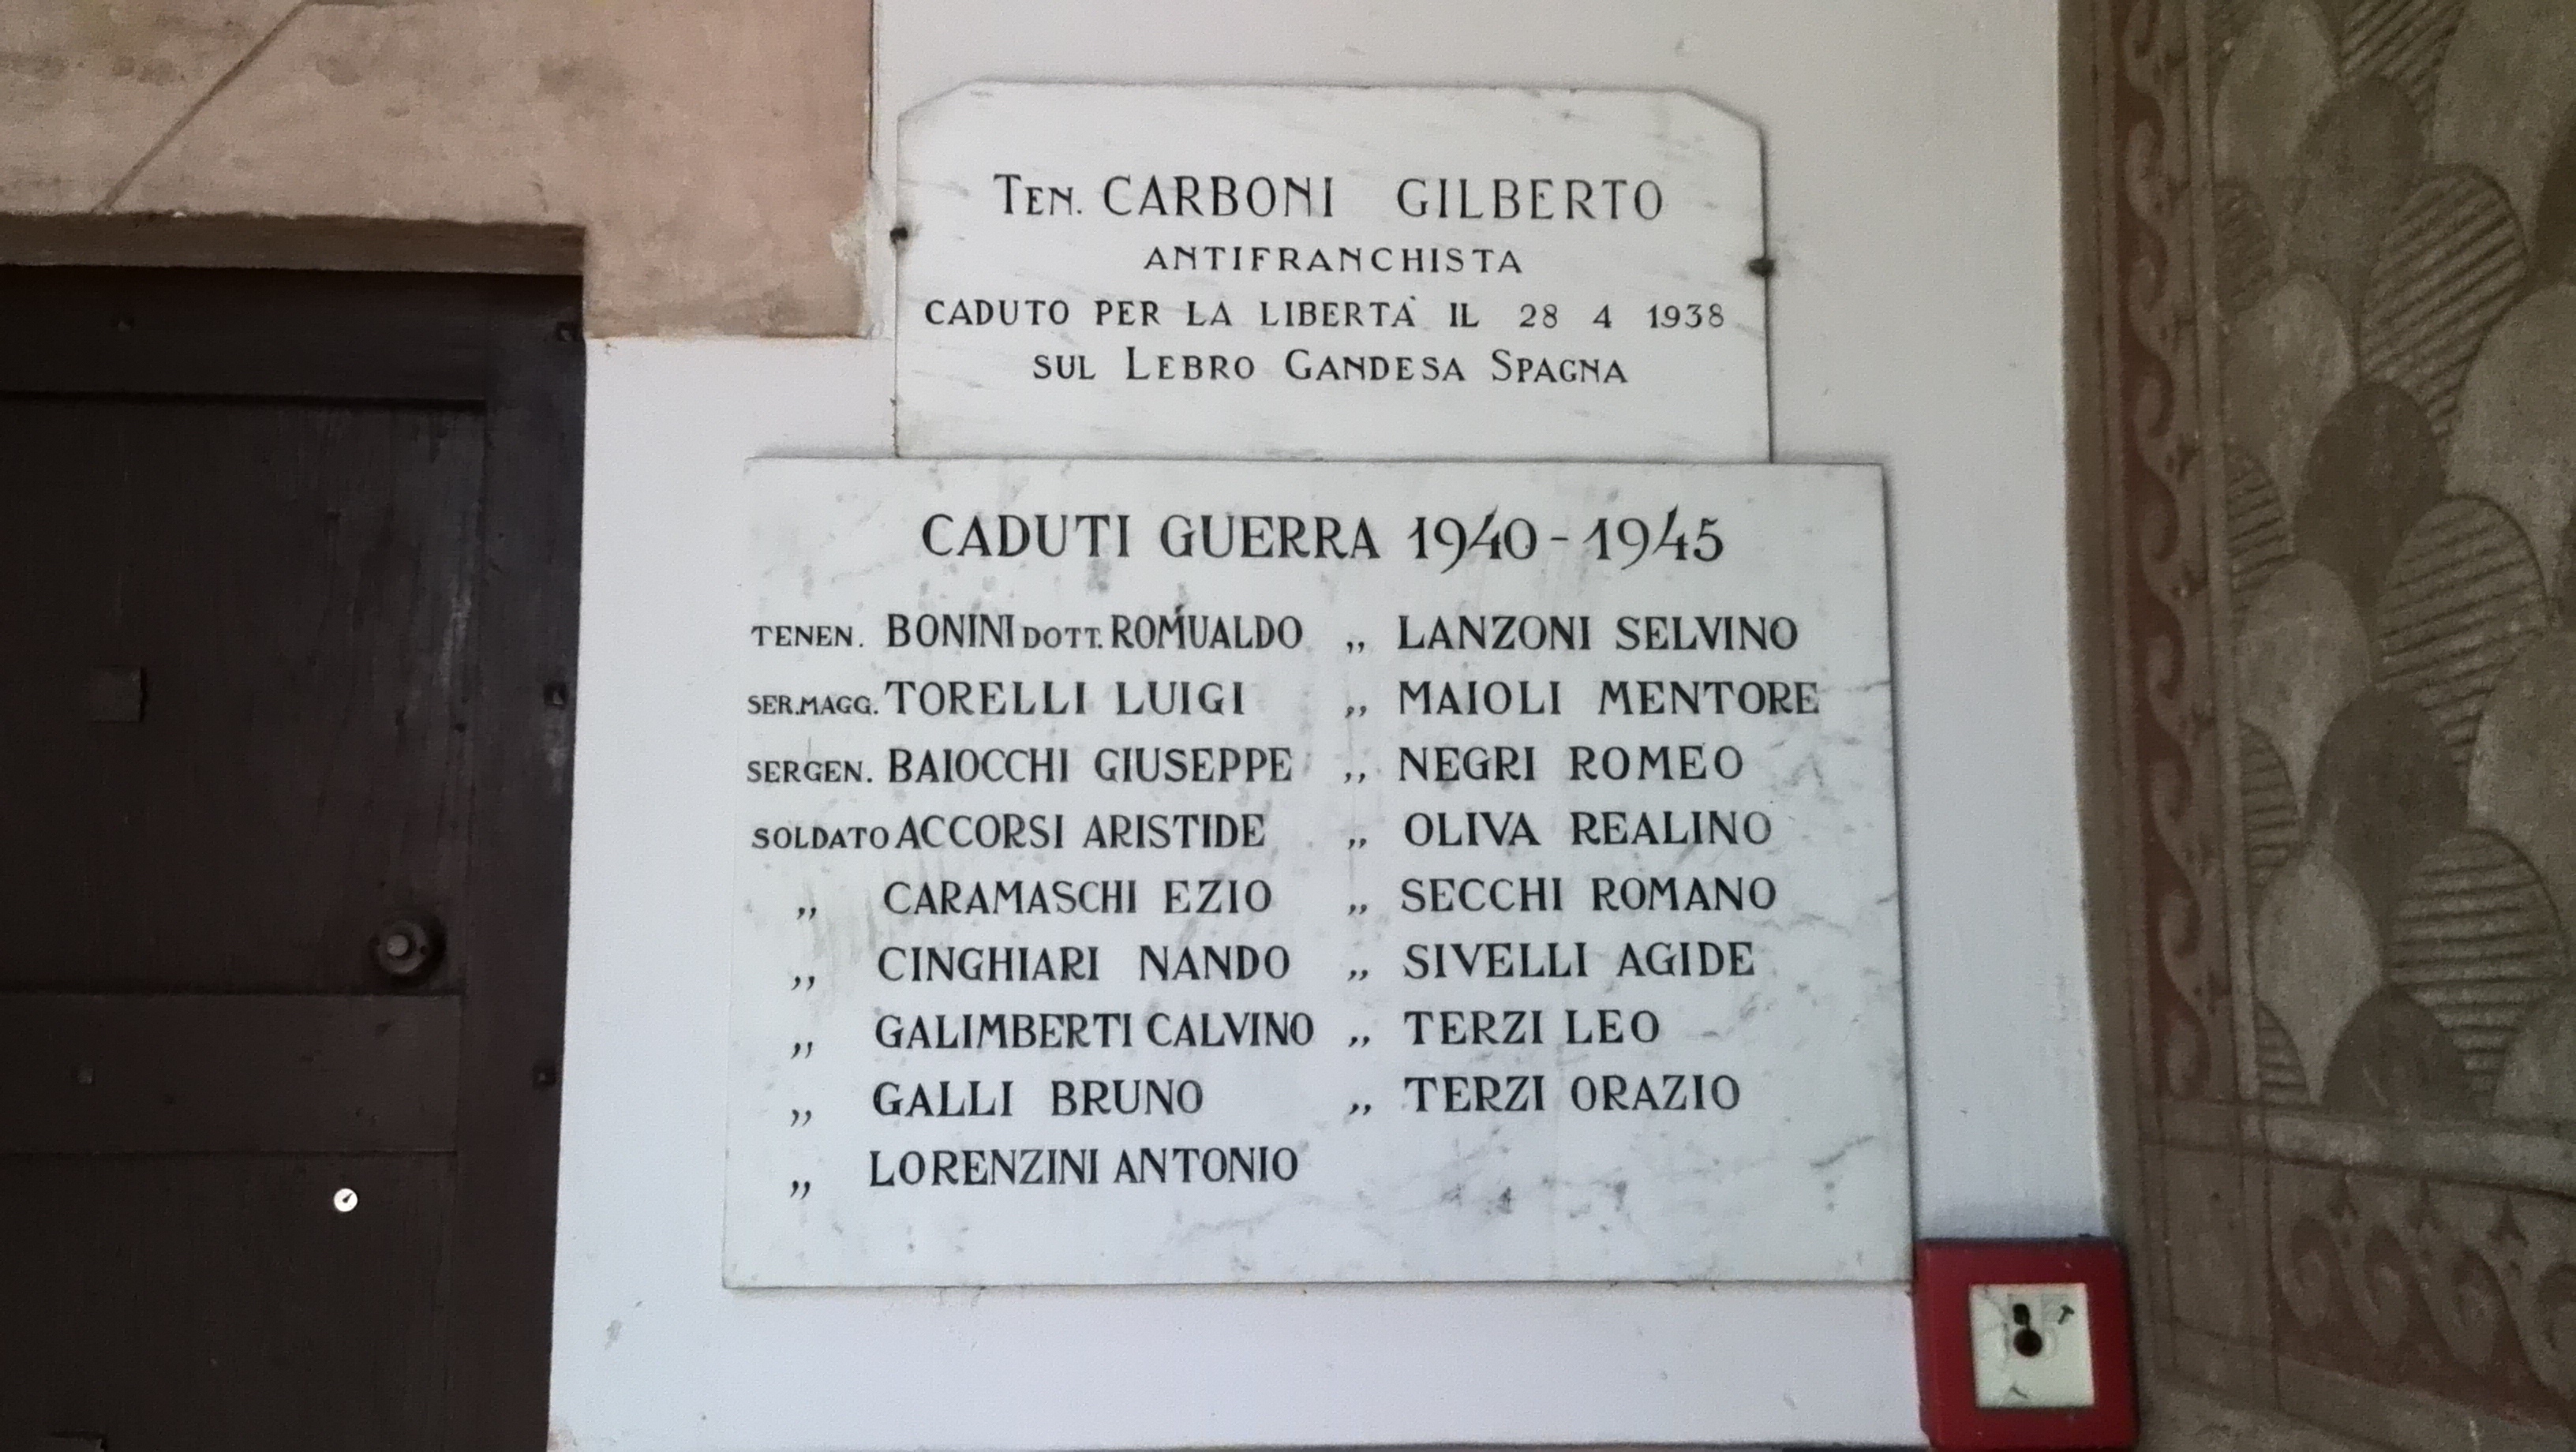 TEN. CARBONI GILBERTO
ANTIFRANCHISTA
CADUTO PER LA LIBERTÀ IL 28 4 1938
SUL LEBRO GANDESA SPAGNA
CADUTI GUERRA 1940-1945
TENEN. BONINI DOTT. ROMUALDO ,, LANZONI SELVINO
SER.MAGG. TORELLI LUIGI ,, MAIOLI MENTORE
SERGEN. BAIOCCHI GIUSEPPE ,, NEGRI ROMEO
SOLDATO ACCORSI ARISTIDE ,, OLIVA REALINO
,, CARAMASCHI EZIO ,, SECCHI ROMANO
,, CINGHIARI NANDO ,, SIVELLI AGIDE
,, GALIMBERTI CALVINO ,, TERZI LEO
,, GALLI BRUNO ,, TERZI ORAZIO
,, LORENZINI ANTONIO